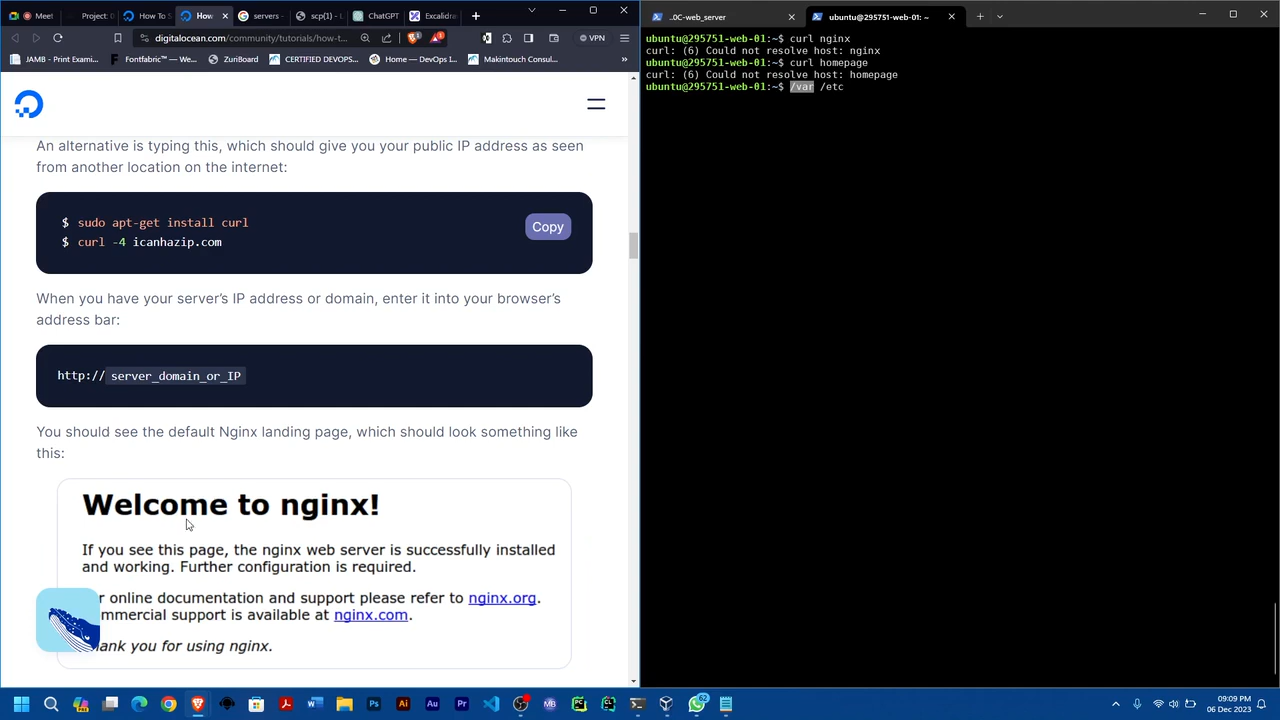 Meet
Project: D
How To S
How
servers -
scp(1) - L
ChatGPT
Excalidra
digitalocean.com/community/tutorials/how-t...
VPN
JAMB - Print Exami...
Fontfabric™ — We...
ZuriBoard
CERTIFIED DEVOPS...
Home — DevOps I...
Makintouch Consul...
An alternative is typing this, which should give you your public IP address as seen
from another location on the internet:
$ sudo apt-get install curl
$ curl -4 icanhazip.com
Copy
When you have your server’s IP address or domain, enter it into your browser’s
address bar:
http://server_domain_or_IP
You should see the default Nginx landing page, which should look something like
this:
Welcome to nginx!
If you see this page, the nginx web server is successfully installed
and working. Further configuration is required.
r online documentation and support please refer to nginx.org.
mmercial support is available at nginx.com.
ank you for using nginx.
..0C-web_server
ubuntu@295751-web-01: ~
ubuntu@295751-web-01:~$ curl nginx
curl: (6) Could not resolve host: nginx
ubuntu@295751-web-01:~$ curl homepage
curl: (6) Could not resolve host: homepage
ubuntu@295751-web-01:~$ /var /etc
62
09:09 PM
06 Dec 2023